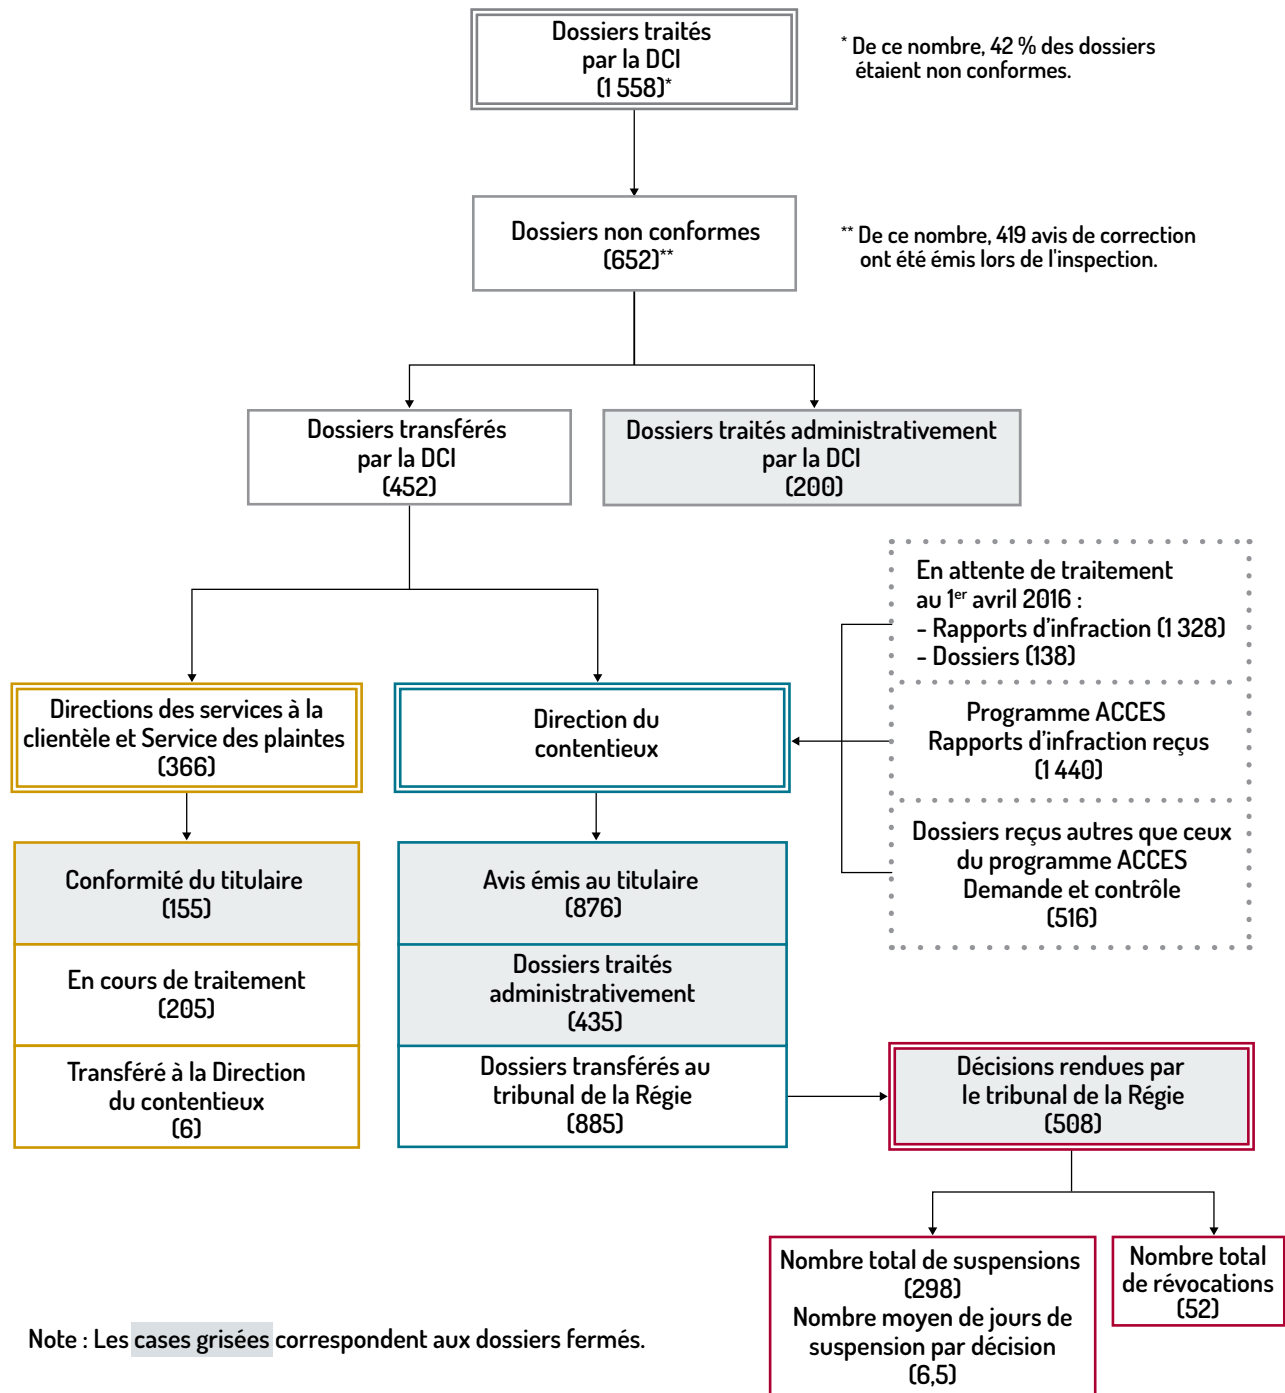 Dossiers traités
par la DCI
(1 558)*
* De ce nombre, 42 % des dossiers
étaient non conformes.
Dossiers non conformes
(652)**
** De ce nombre, 419 avis de correction
ont été émis lors de l'inspection.
Dossiers transférés
par la DCI
(452)
Dossiers traités administrativement
par la DCI
(200)
En attente de traitement
au 1er avril 2016 :
- Rapports d'infraction (1 328)
- Dossiers (138)
Programme ACCES
Rapports d'infraction reçus
(1 440)
Dossiers reçus autres que ceux
du programme ACCES
Demande et contrôle
(516)
Directions des services à la
clientèle et Service des plaintes
(366)
Direction du
contentieux
Conformité du titulaire
(155)
En cours de traitement
(205)
Transféré à la Direction
du contentieux
(6)
Avis émis au titulaire
(876)
Dossiers traités
administrativement
(435)
Dossiers transférés au
tribunal de la Régie
(885)
Décisions rendues par
le tribunal de la Régie
(508)
Nombre total de suspensions
(298)
Nombre moyen de jours de
suspension par décision
(6,5)
Nombre total
de révocations
(52)
Note : Les cases grisées correspondent aux dossiers fermés.